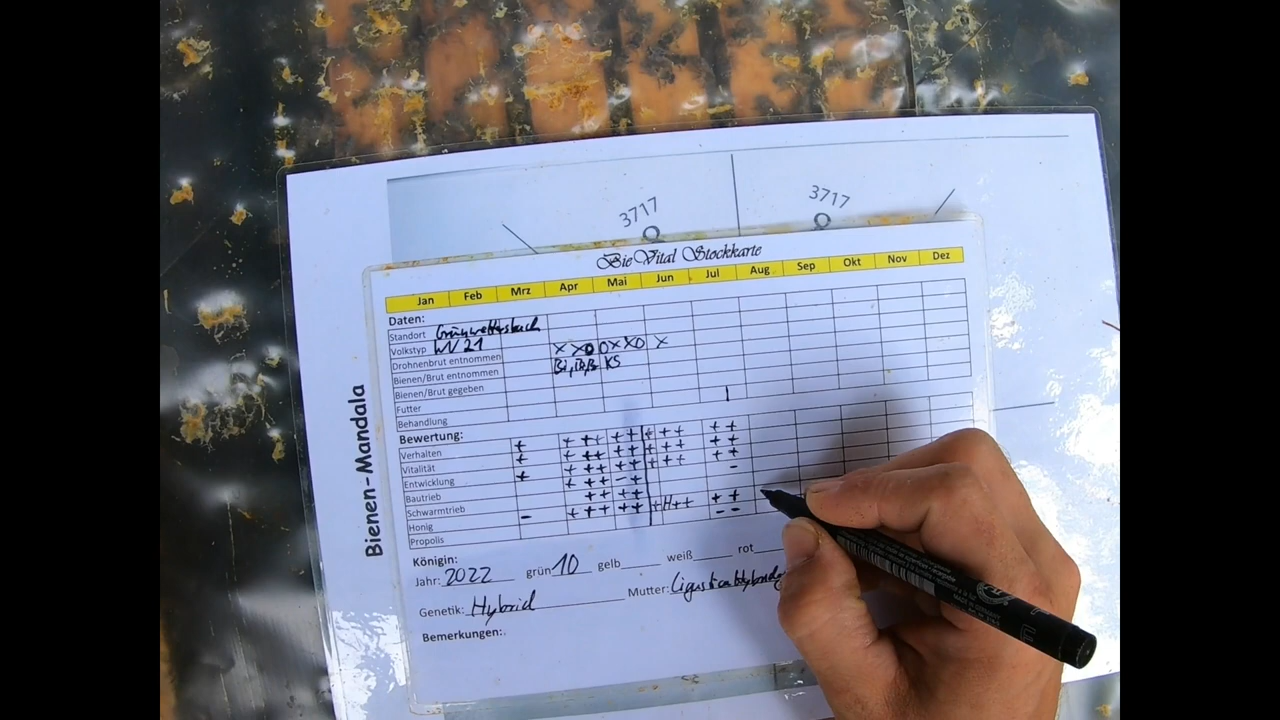 3717 3717
BieVital Stockkarte
Jan Feb Mrz Apr Mai Jun Jul Aug Sep Okt Nov Dez
Daten:
Standort Grünwettersbach
Volkstyp WV 21
Drohnenbrut entnommen X X O O X X O X
Bienen/Brut entnommen KS
Bienen/Brut gegeben
Futter
Behandlung
Bewertung:
Verhalten + + ++ ++ + ++ ++
Vitalität + + ++ ++ + ++ ++
Entwicklung + + ++ ++ + ++ ++
Bautrieb ++ -+ -
Schwarmtrieb ++ ++
Honig - + ++ ++ ++ ++
Propolis --
Königin:
Jahr: 2022 grün 10 gelb weiß rot
Genetik: Hybrid Mutter:
Bemerkungen:
Bienen-Mandala